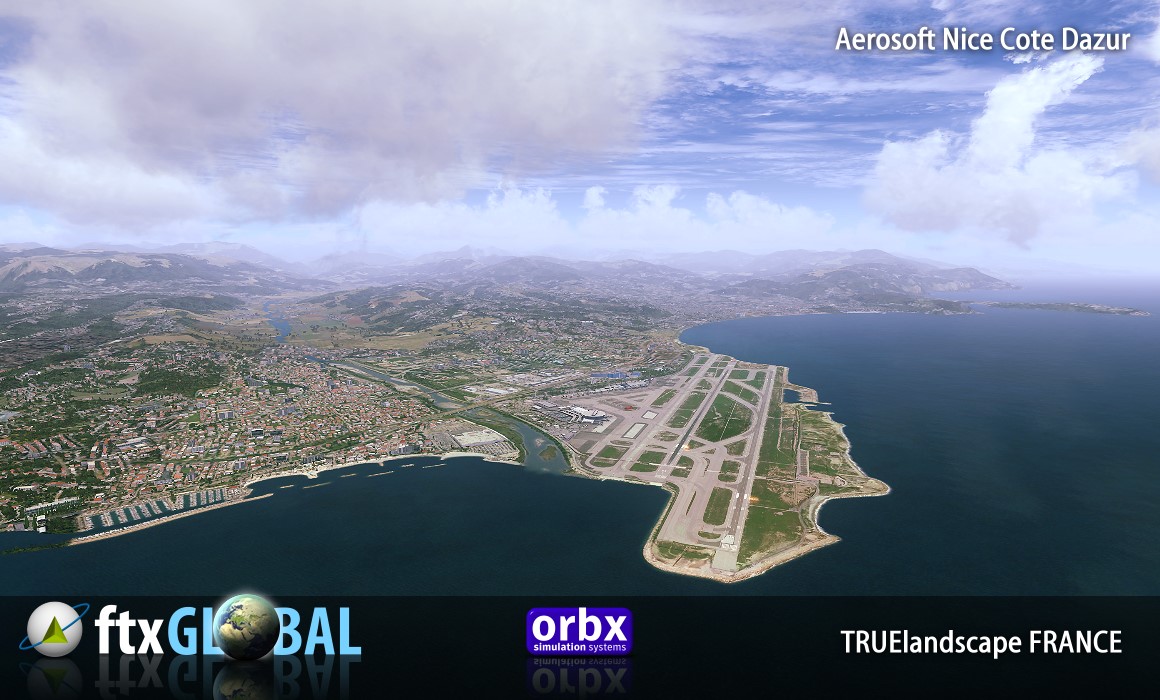 Aerosoft Nice Cote Dazur
ftxGLOBAL
orbx
simulation systems
TRUElandscape FRANCE